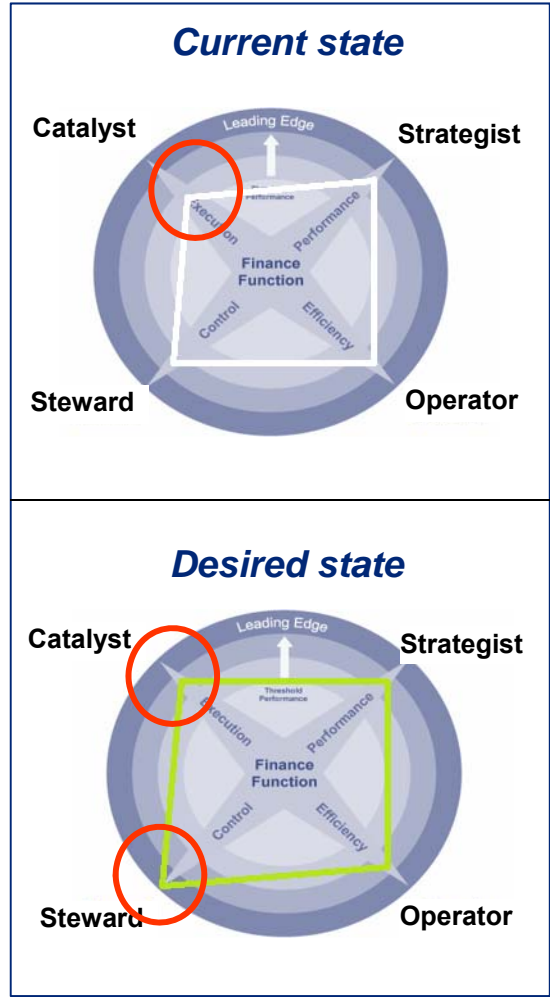 Current state
Catalyst
Leading Edge
Strategist
Performance
Execution
Performance
Finance
Function
Control
Efficiency
Steward
Operator
Desired state
Catalyst
Leading Edge
Strategist
Threshold
Performance
Execution
Performance
Finance
Function
Control
Efficiency
Steward
Operator